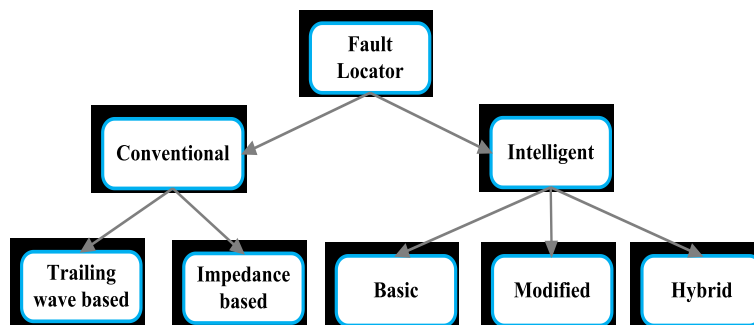 Fault
Locator
Conventional
Intelligent
Trailing
wave based
Impedance
based
Basic
Modified
Hybrid